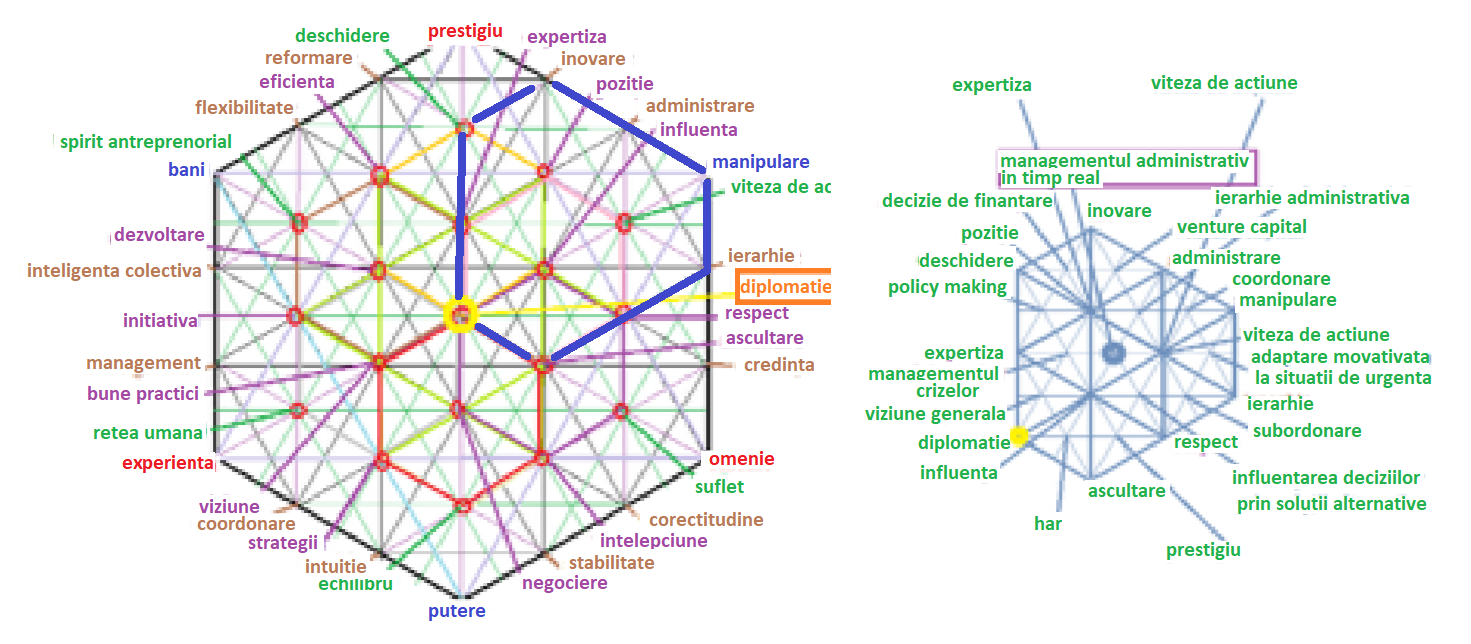 prestigiu
deschidere
expertiza
reformare
inovare
eficienta
pozitie
flexibilitate
administrare
influenta
spirit antreprenorial
bani
manipulare
viteza de ac
dezvoltare
ierarhie
inteligenta colectiva
diplomatie
initiativa
respect
ascultare
management
credinta
bune practici
retea umana
experienta
omenie
suflet
viziune
coordonare
corectitudine
strategii
intelepciune
intuitie
stabilitate
echilibru
negociere
putere
expertiza
viteza de actiune
managementul administrativ
in timp real
decizie de finantare
ierarhie administrativa
inovare
pozitie
venture capital
deschidere
administrare
policy making
coordonare
manipulare
viteza de actiune
expertiza
adaptare movativata
la situatii de urgenta
managementul
crizelor
viziune generala
ierarhie
subordonare
diplomatie
respect
influenta
influentarea deciziilor
ascultare
prin solutii alternative
har
prestigiu